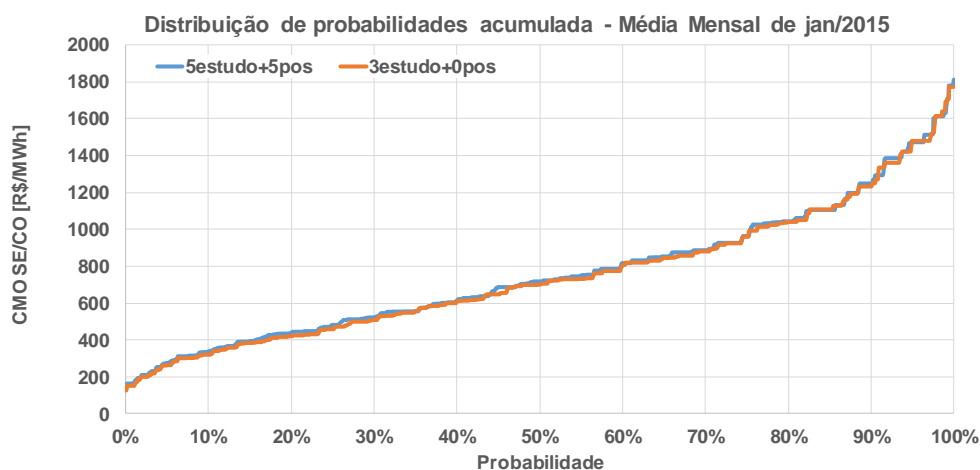 Distribuição de probabilidades acumulada - Média Mensal de jan/2015
2000
5estudo+5pos 3estudo+0pos
1800
1600
1400
1200
1000
800
600
400
200
0
CMO SE/CO [R$/MWh]
0% 10% 20% 30% 40% 50% 60% 70% 80% 90% 100%
Probabilidade